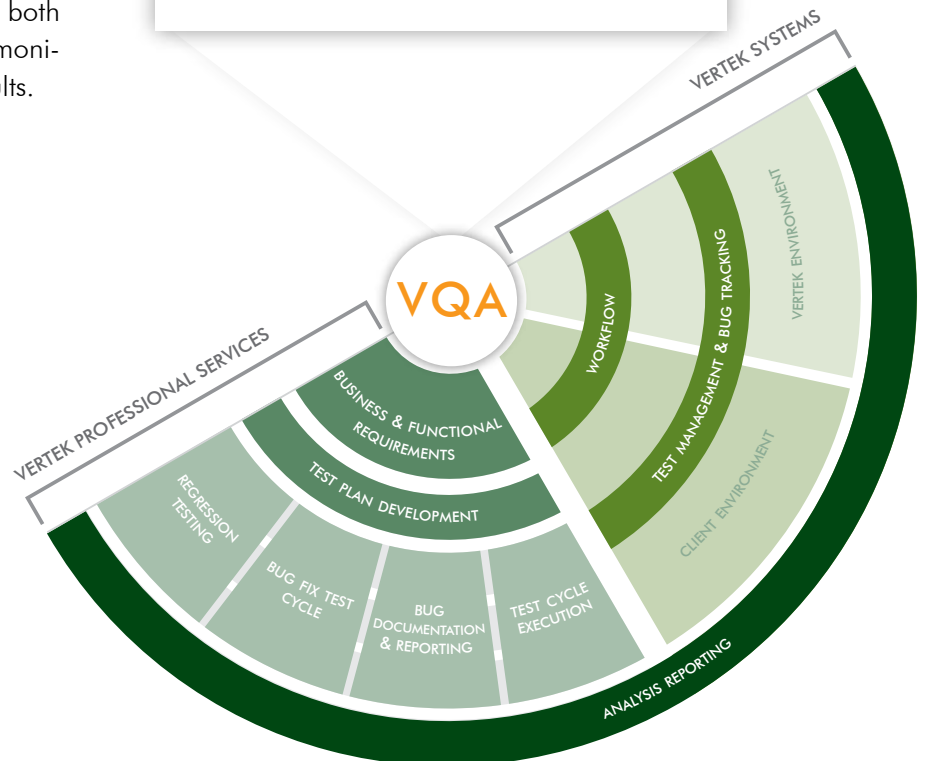 both
moni-
lts.
VERTEK SYSTEMS
VERTEK ENVIRONMENT
TEST MANAGEMENT & BUG TRACKING
WORKFLOW
CLIENT ENVIRONMENT
VQA
VERTEK PROFESSIONAL SERVICES
BUSINESS & FUNCTIONAL
REQUIREMENTS
TEST PLAN DEVELOPMENT
REGRESSION
TESTING
BUG FIX TEST
CYCLE
BUG
DOCUMENTATION
& REPORTING
TEST CYCLE
EXECUTION
ANALYSIS REPORTING